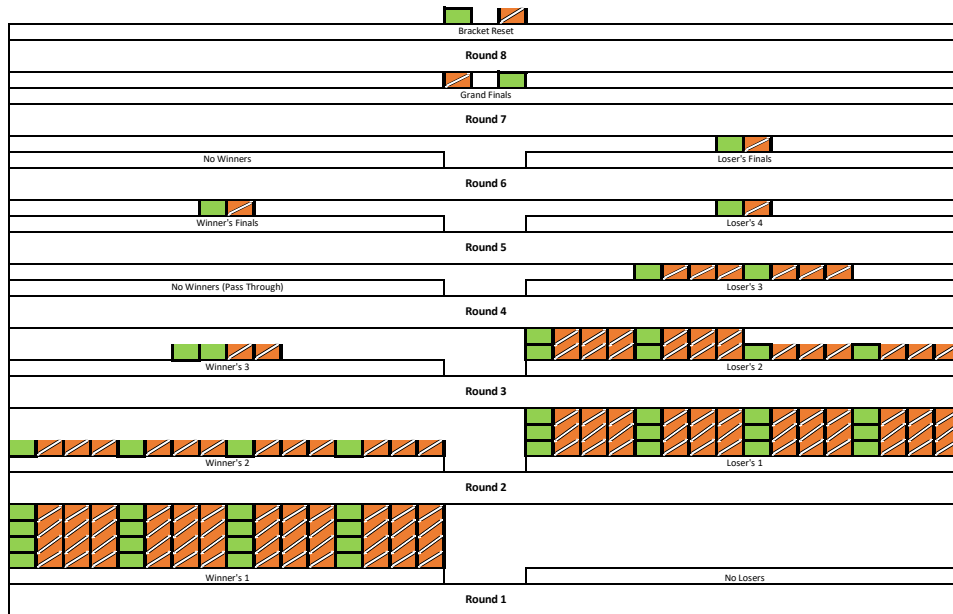 Bracket Reset
Round 8
Grand Finals
Round 7
No Winners
Loser's Finals
Round 6
Winner's Finals
Loser's 4
Round 5
No Winners (Pass Through)
Loser's 3
Round 4
Winner's 3
Loser's 2
Round 3
Winner's 2
Loser's 1
Round 2
Winner's 1
No Losers
Round 1